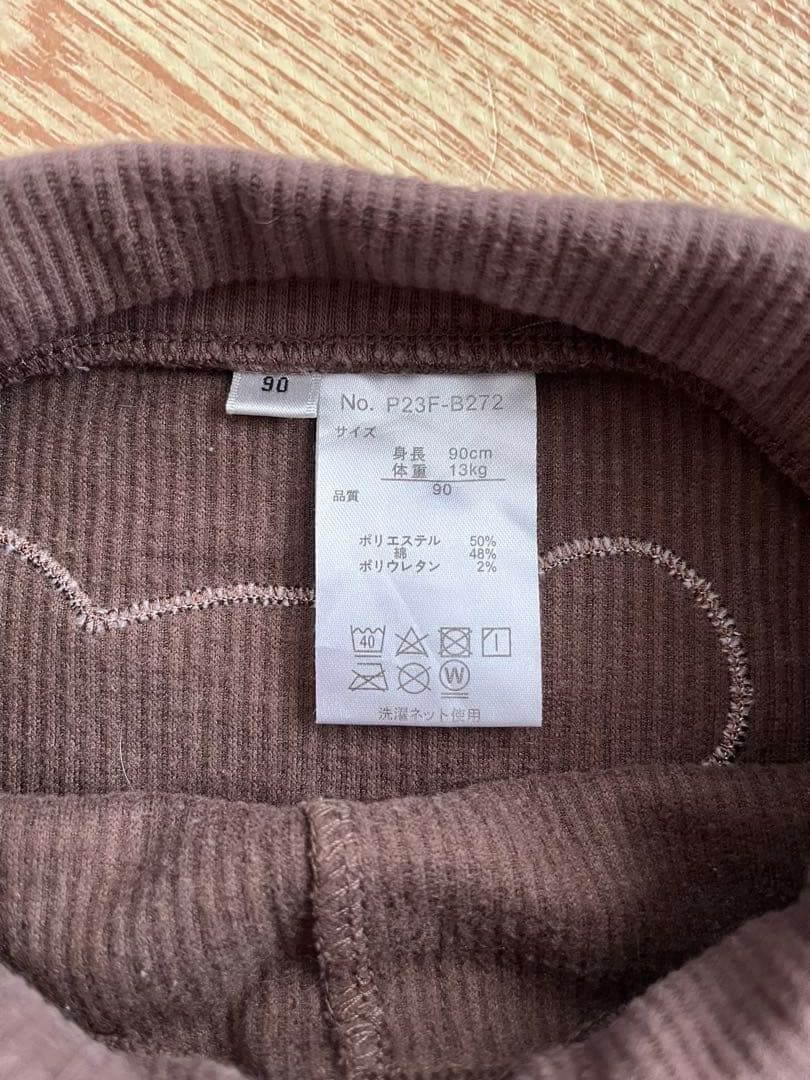 90
No. P23F-B272
サイズ
身長 90cm
体重 13kg
90
品質
ポリエステル 50%
綿 48%
ポリウレタン 2%
40
W
洗濯ネット使用